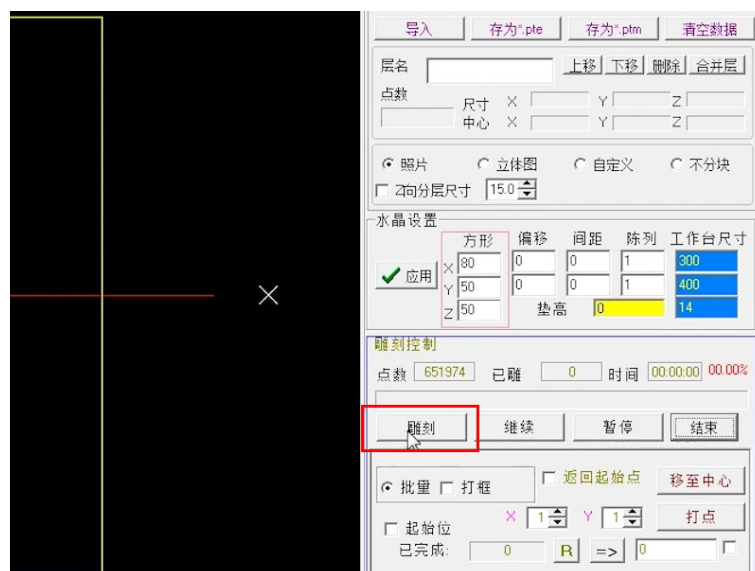 导入 存为*.pte 存为*.ptm 清空数据
层名 上移 下移 删除 合并层
点数 尺寸 X Y Z
中心 X Y Z
照片 立体图 自定义 不分块
Z向分层尺寸 15.0
水晶设置
方形 偏移 间距 陈列 工作台尺寸
应用 X 80 0 0 1 300
Y 50 0 0 1 400
Z 50 垫高 0 14
雕刻控制
点数 651974 已雕 0 时间 00:00:00 00.00%
雕刻 继续 暂停 结束
批量 打框 返回起始点 移至中心
起始位 X 1 Y 1 打点
已完成: 0 R => 0